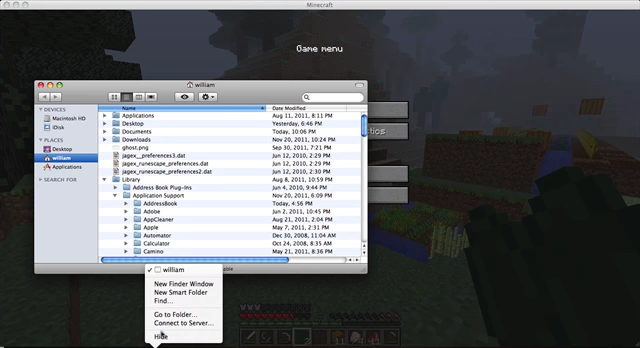 Minecraft
Game menu
william
Name Date Modified
DEVICES
Macintosh HD
iDisk
PLACES
Desktop
william
Applications
SEARCH FOR
Applications Aug 11, 2011, 8:11 PM
Desktop Yesterday, 6:46 PM
Documents Today, 10:06 PM
Downloads Nov 20, 2011, 10:24 PM
ghost.png Sep 30, 2011, 7:21 PM
jagex_preferences3.dat Jun 12, 2010, 2:29 PM
jagex_runescape_preferences.dat Jun 12, 2010, 2:30 PM
jagex_runescape_preferences2.dat Jun 12, 2010, 2:30 PM
Library Aug 8, 2011, 10:59 PM
Address Book Plug-Ins Jun 4, 2010, 9:44 PM
Application Support Nov 20, 2011, 6:09 PM
AddressBook Today, 4:56 PM
Adobe Jun 2, 2011, 10:45 PM
AppCleaner Aug 21, 2011, 2:04 PM
Apple May 7, 2011, 2:31 PM
Automator Dec 30, 2008, 11:04 AM
Calculator Oct 24, 2008, 8:35 AM
Camino May 21, 2011, 8:36 PM
william
New Finder Window
New Smart Folder
Find...
Go to Folder...
Connect to Server...
Hide